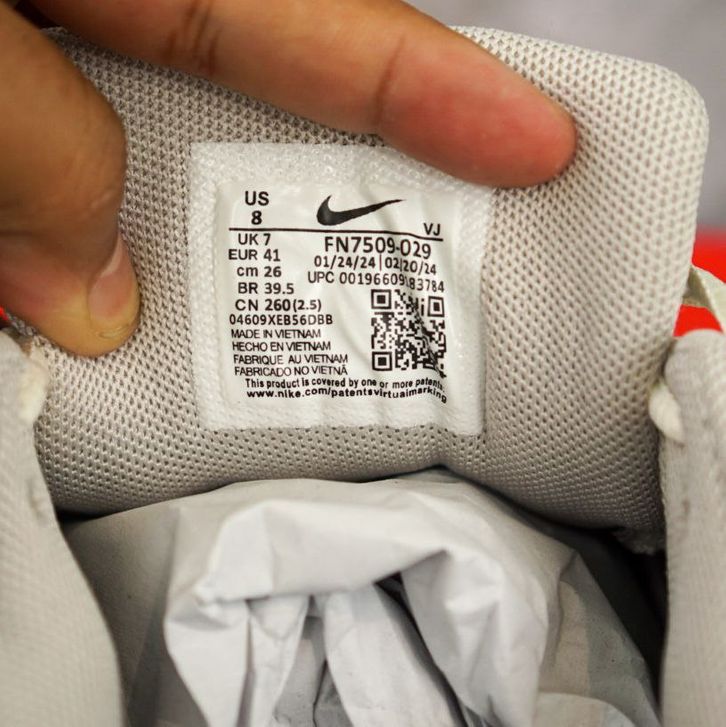 US
8
VJ
UK 7
EUR 41
cm 26
BR 39.5
CN 260(2.5)
04609XEB56DBB
MADE IN VIETNAM
HECHO EN VIETNAM
FABRIQUE AU VIETNAM
FABRICADO NO VIETNÃ
FN7509-029
01/24/24 | 02/20/24
UPC 00196609183784
This product is covered by one or more patents.
www.nike.com/patentsvirtualmarking